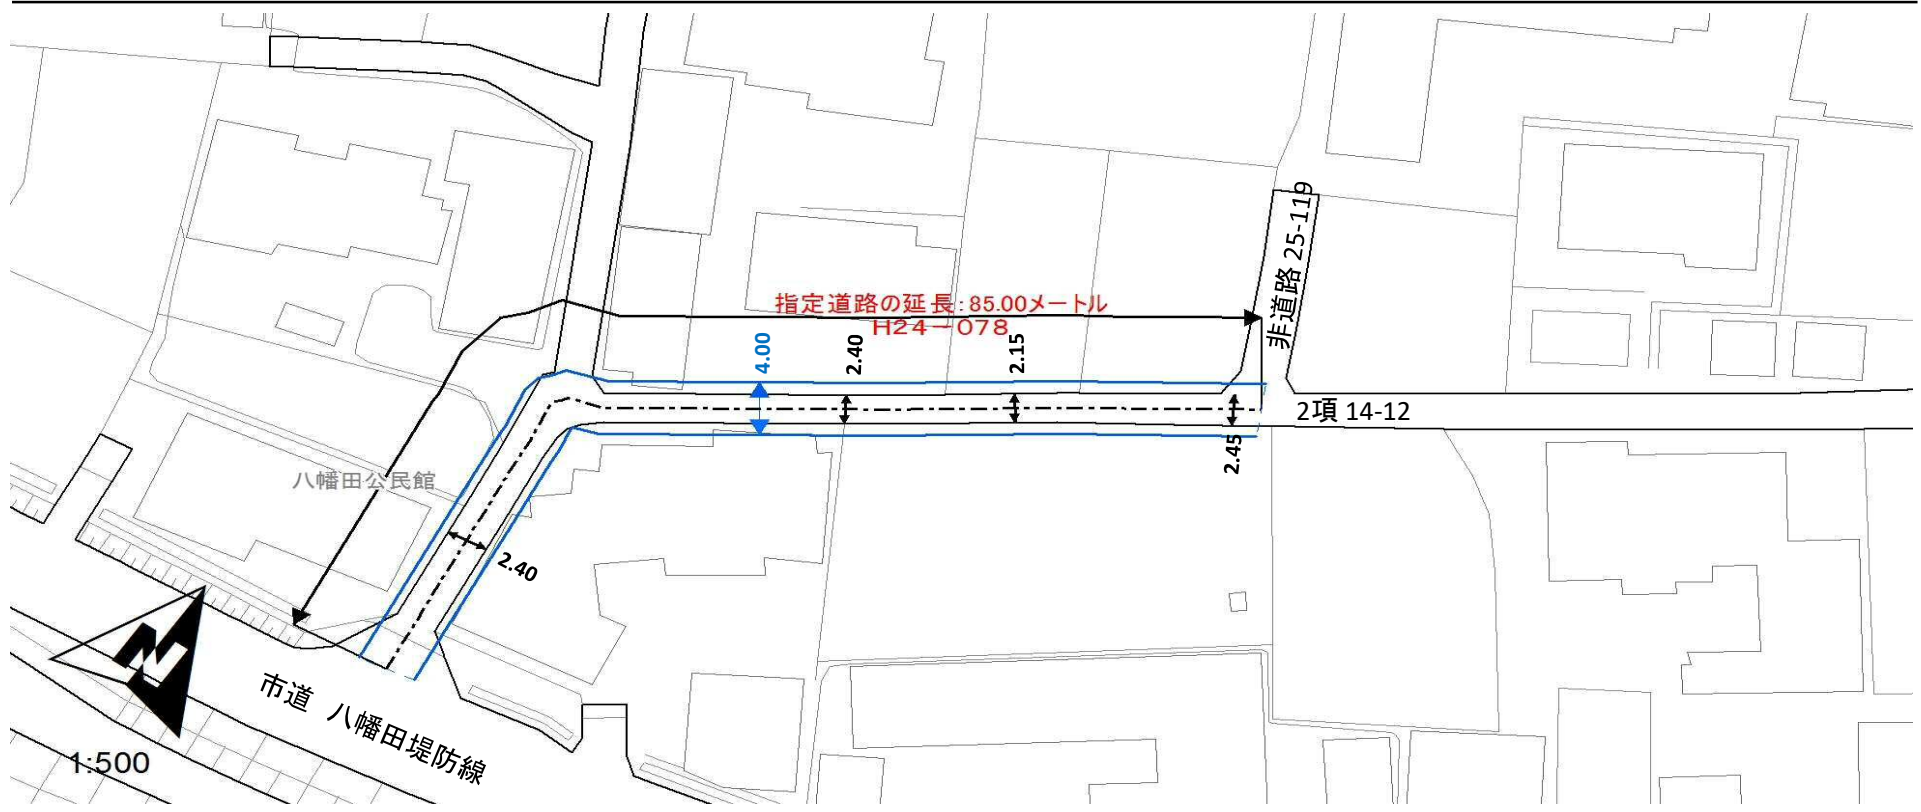 指定道路の延長:85.00メートル
H24-078
非道路 25-119
4.00
2.40
2.15
2項 14-12
2.45
八幡田公民館
2.40
N
市道 八幡田堤防線
1:500